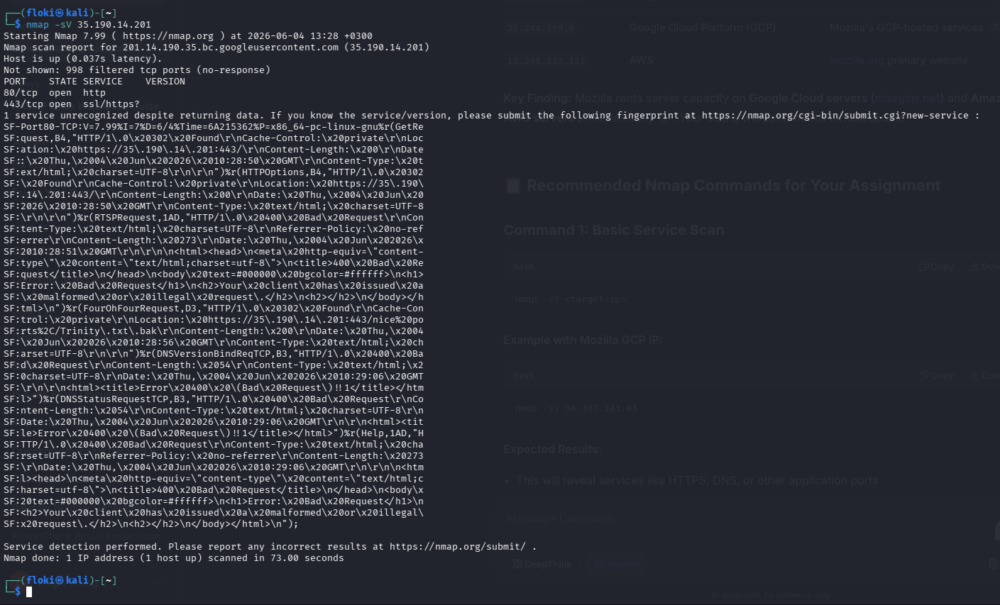 ┌──(floki㉿kali)-[~]
└─$ nmap -sV 35.190.14.201
Starting Nmap 7.99 ( https://nmap.org ) at 2026-06-04 13:28 +0300
Nmap scan report for 201.14.190.35.bc.googleusercontent.com (35.190.14.201)
Host is up (0.037s latency).
Not shown: 998 filtered tcp ports (no-response)
PORT    STATE SERVICE    VERSION
80/tcp  open  http
443/tcp open  ssl/https?
1 service unrecognized despite returning data. If you know the service/version, please submit the following fingerprint at https://nmap.org/cgi-bin/submit.cgi?new-service :
SF-Port80-TCP:V=7.99%I=7%D=6/4%Time=6A215362%P=x86_64-pc-linux-gnu%r(GetRe
SF:quest,B4,"HTTP/1\.0\x20302\x20Found\r\nCache-Control:\x20private\r\nLoc
SF:ation:\x20https://35\.190\.14\.201:443/\r\nContent-Length:\x200\r\nDate
SF::\x20Thu,\x2004\x20Jun\x202026\x2010:28:50\x20GMT\r\nContent-Type:\x20t
SF:ext/html;\x20charset=UTF-8\r\n\r\n")%r(HTTPOptions,B4,"HTTP/1\.0\x20302
SF:\x20Found\r\nCache-Control:\x20private\r\nLocation:\x20https://35\.190\
SF:.14\.201:443/\r\nContent-Length:\x200\r\nDate:\x20Thu,\x2004\x20Jun\x20
SF:2026\x2010:28:50\x20GMT\r\nContent-Type:\x20text/html;\x20charset=UTF-8
SF:\r\n\r\n")%r(RTSPRequest,1AD,"HTTP/1\.0\x20400\x20Bad\x20Request\r\nCon
SF:tent-Type:\x20text/html;\x20charset=UTF-8\r\nReferrer-Policy:\x20no-ref
SF:errer\r\nContent-Length:\x20273\r\nDate:\x20Thu,\x2004\x20Jun\x202026\x
SF:2010:28:51\x20GMT\r\n\r\n\n<html><head>\n<meta\x20http-equiv=\"content-
SF:type\"\x20content=\"text/html;charset=utf-8\">\n<title>400\x20Bad\x20Re
SF:quest</title>\n</head>\n<body\x20text=#000000\x20bgcolor=#ffffff>\n<h1>
SF:Error:\x20Bad\x20Request</h1>\n<h2>Your\x20client\x20has\x20issued\x20a
SF:\x20malformed\x20or\x20illegal\x20request\.</h2>\n<h2></h2>\n</body></h
SF:tml>\n")%r(FourOhFourRequest,D3,"HTTP/1\.0\x20302\x20Found\r\nCache-Con
SF:trol:\x20private\r\nLocation:\x20https://35\.190\.14\.201:443/nice%20po
SF:rts%2C/Trinity\.txt\.bak\r\nContent-Length:\x200\r\nDate:\x20Thu,\x2004
SF:\x20Jun\x202026\x2010:28:56\x20GMT\r\nContent-Type:\x20text/html;\x20ch
SF:arset=UTF-8\r\n\r\n")%r(DNSVersionBindReqTCP,B3,"HTTP/1\.0\x20400\x20Ba
SF:d\x20Request\r\nContent-Length:\x2054\r\nContent-Type:\x20text/html;\x2
SF:0charset=UTF-8\r\nDate:\x20Thu,\x2004\x20Jun\x202026\x2010:29:06\x20GMT
SF:\r\n\r\n<html><title>Error\x20400\x20\(Bad\x20Request\)!!1</title></htm
SF:l>")%r(DNSStatusRequestTCP,B3,"HTTP/1\.0\x20400\x20Bad\x20Request\r\nCo
SF:ntent-Length:\x2054\r\nContent-Type:\x20text/html;\x20charset=UTF-8\r\n
SF:Date:\x20Thu,\x2004\x20Jun\x202026\x2010:29:06\x20GMT\r\n\r\n<html><tit
SF:le>Error\x20400\x20\(Bad\x20Request\)!!1</title></html>")%r(Help,1AD,"H
SF:TTP/1\.0\x20400\x20Bad\x20Request\r\nContent-Type:\x20text/html;\x20cha
SF:rset=UTF-8\r\nReferrer-Policy:\x20no-referrer\r\nContent-Length:\x20273
SF:\r\nDate:\x20Thu,\x2004\x20Jun\x202026\x2010:29:06\x20GMT\r\n\r\n\n<htm
SF:l><head>\n<meta\x20http-equiv=\"content-type\"\x20content=\"text/html;c
SF:harset=utf-8\">\n<title>400\x20Bad\x20Request</title>\n</head>\n<body\x
SF:20text=#000000\x20bgcolor=#ffffff>\n<h1>Error:\x20Bad\x20Request</h1>\n
SF:<h2>Your\x20client\x20has\x20issued\x20a\x20malformed\x20or\x20illegal\
SF:x20request\.</h2>\n<h2></h2>\n</body></html>\n");
Service detection performed. Please report any incorrect results at https://nmap.org/submit/ .
Nmap done: 1 IP address (1 host up) scanned in 73.00 seconds
┌──(floki㉿kali)-[~]
└─$
35.244.159.8 Google Cloud Platform (GCP) Mozilla's GCP-hosted services
13.248.212.111 AWS mozilla.org primary website
Key Finding: Mozilla rents server capacity on Google Cloud servers (mozgcp.net) and Amaz
Recommended Nmap Commands for Your Assignment
Command 1: Basic Service Scan
bash Copy Dow
nmap -sV <target-ip>
Example with Mozilla GCP IP:
bash Copy Dow
nmap -sV 34.107.243.93
Expected Results:
• This will reveal services like HTTPS, DNS, or other application ports
Message DeepSeek
DeepThink Search
AI-generated, for reference only
Proxy Check Result Explanation